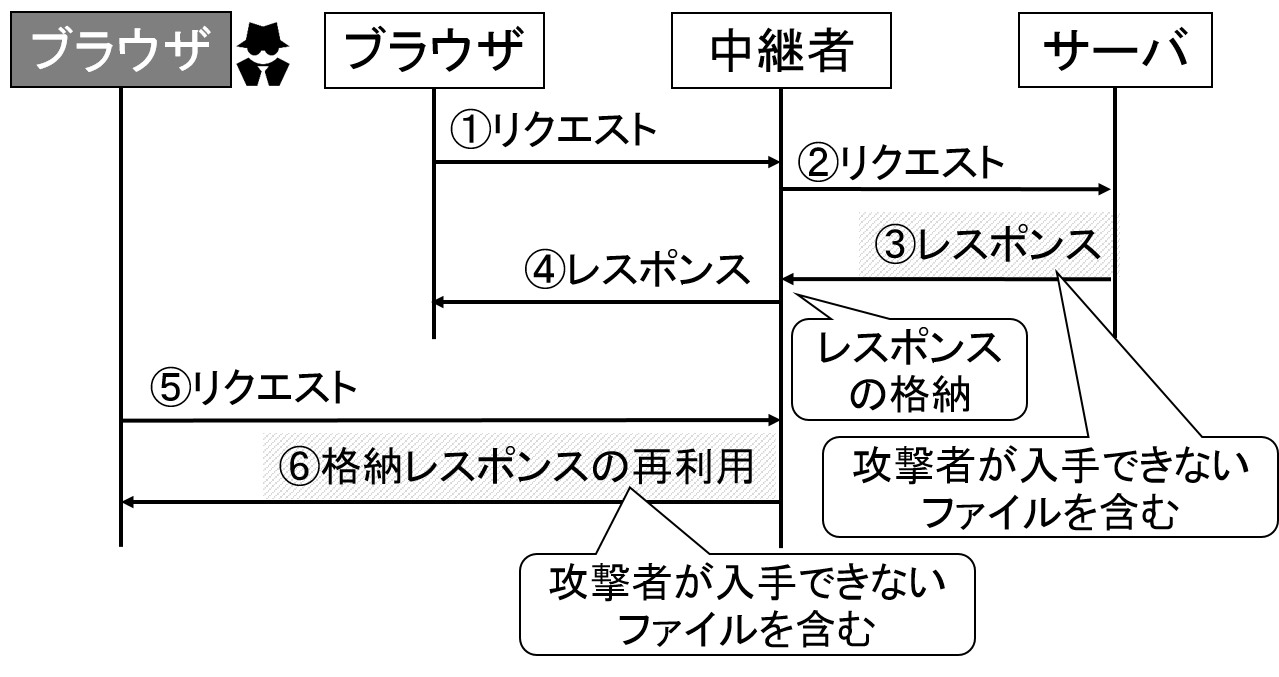 ブラウザ
ブラウザ
中継者
サーバ
①リクエスト
②リクエスト
③レスポンス
④レスポンス
レスポンス
の格納
⑤リクエスト
⑥格納レスポンスの再利用
攻撃者が入手できない
ファイルを含む
攻撃者が入手できない
ファイルを含む